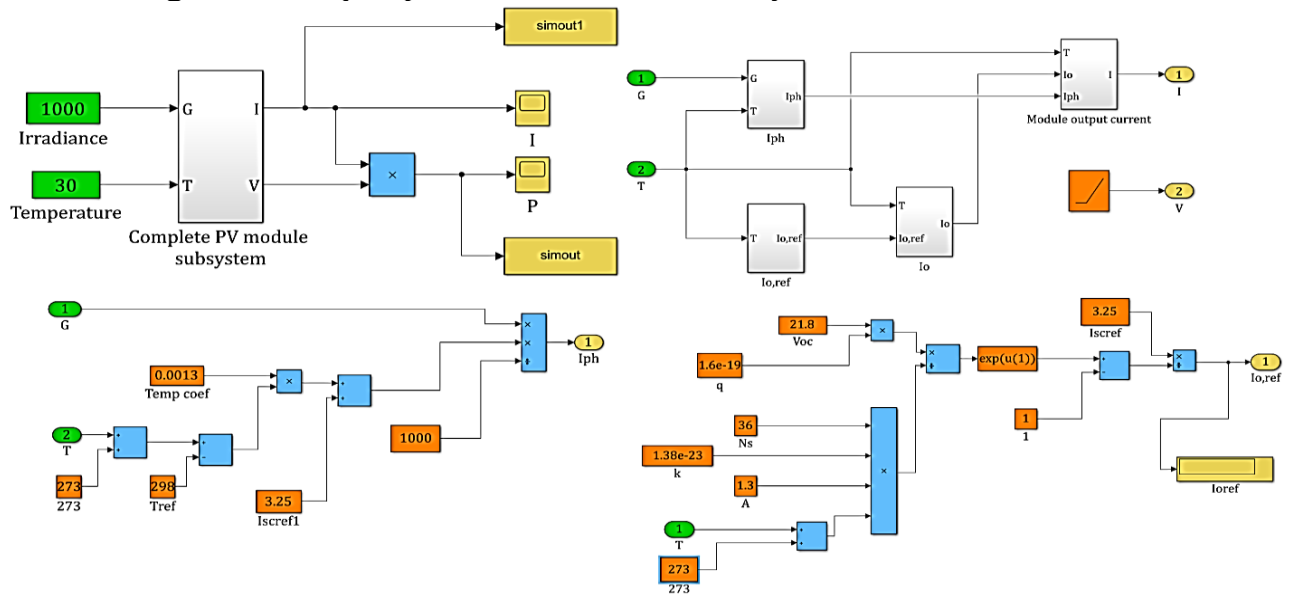 simout1
1000
Irradiance
G
I
I
30
Temperature
T
V
×
P
Complete PV module
subsystem
simout
1
G
2
T
G
T
Iph
Iph
T
Io
Iph
I
Module output current
1
I
T
Io,ref
Io,ref
T
Io,ref
Io
Io
2
V
1
G
0.0013
Temp coef
×
2
T
273
273
+
+
298
Tref
+
-
3.25
Iscref1
+
+
1000
×
×
÷
1
Iph
21.8
Voc
1.6e-19
q
×
×
÷
exp(u(1))
3.25
Iscref
+
-
1
1
×
÷
1
Io,ref
Ioref
36
Ns
1.38e-23
k
1.3
A
×
1
T
273
273
+
+